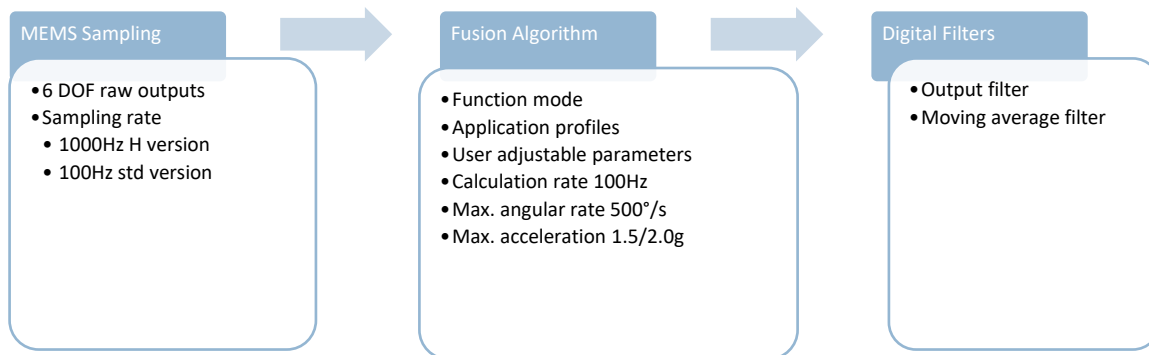 MEMS Sampling
•6 DOF raw outputs
•Sampling rate
•1000Hz H version
•100Hz std version
Fusion Algorithm
•Function mode
•Application profiles
•User adjustable parameters
•Calculation rate 100Hz
•Max. angular rate 500°/s
•Max. acceleration 1.5/2.0g
Digital Filters
•Output filter
•Moving average filter